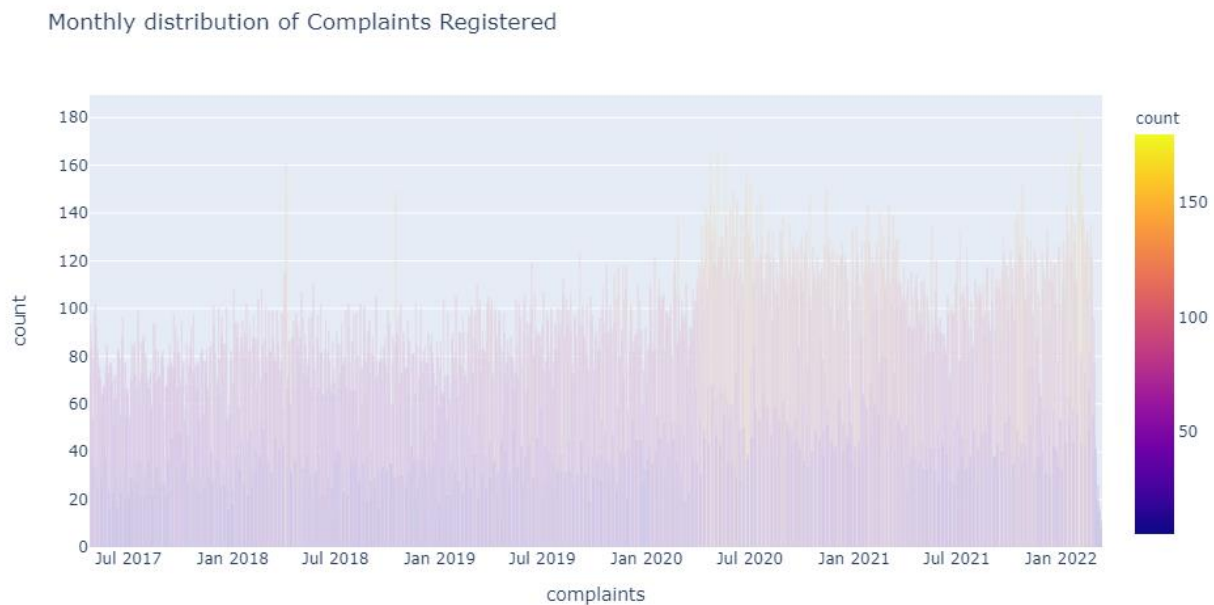 Monthly distribution of Complaints Registered
count
180
160
140
120
100
80
60
40
20
0
Jul 2017 Jan 2018 Jul 2018 Jan 2019 Jul 2019 Jan 2020 Jul 2020 Jan 2021 Jul 2021 Jan 2022
complaints
count
150
100
50